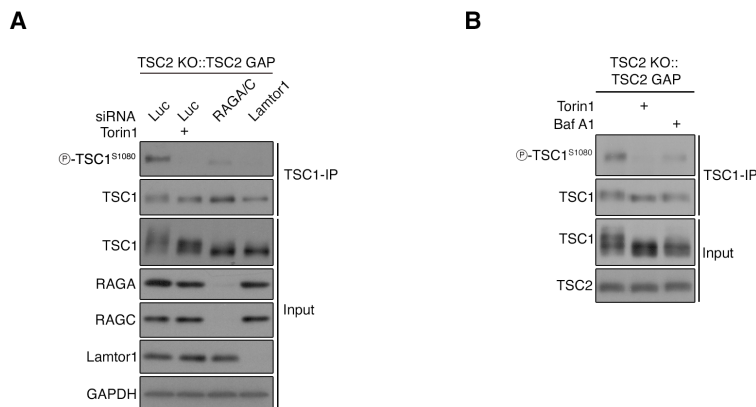 A
TSC2 KO::TSC2 GAP
siRNA Luc Luc RAGA/C Lamtor1
Torin1 +
Ⓟ-TSC1S1080
TSC1
TSC1-IP
TSC1
RAGA
RAGC
Lamtor1
GAPDH
Input
B
TSC2 KO::
TSC2 GAP
Torin1 +
Baf A1 +
Ⓟ-TSC1S1080
TSC1
TSC1-IP
TSC1
TSC2
Input